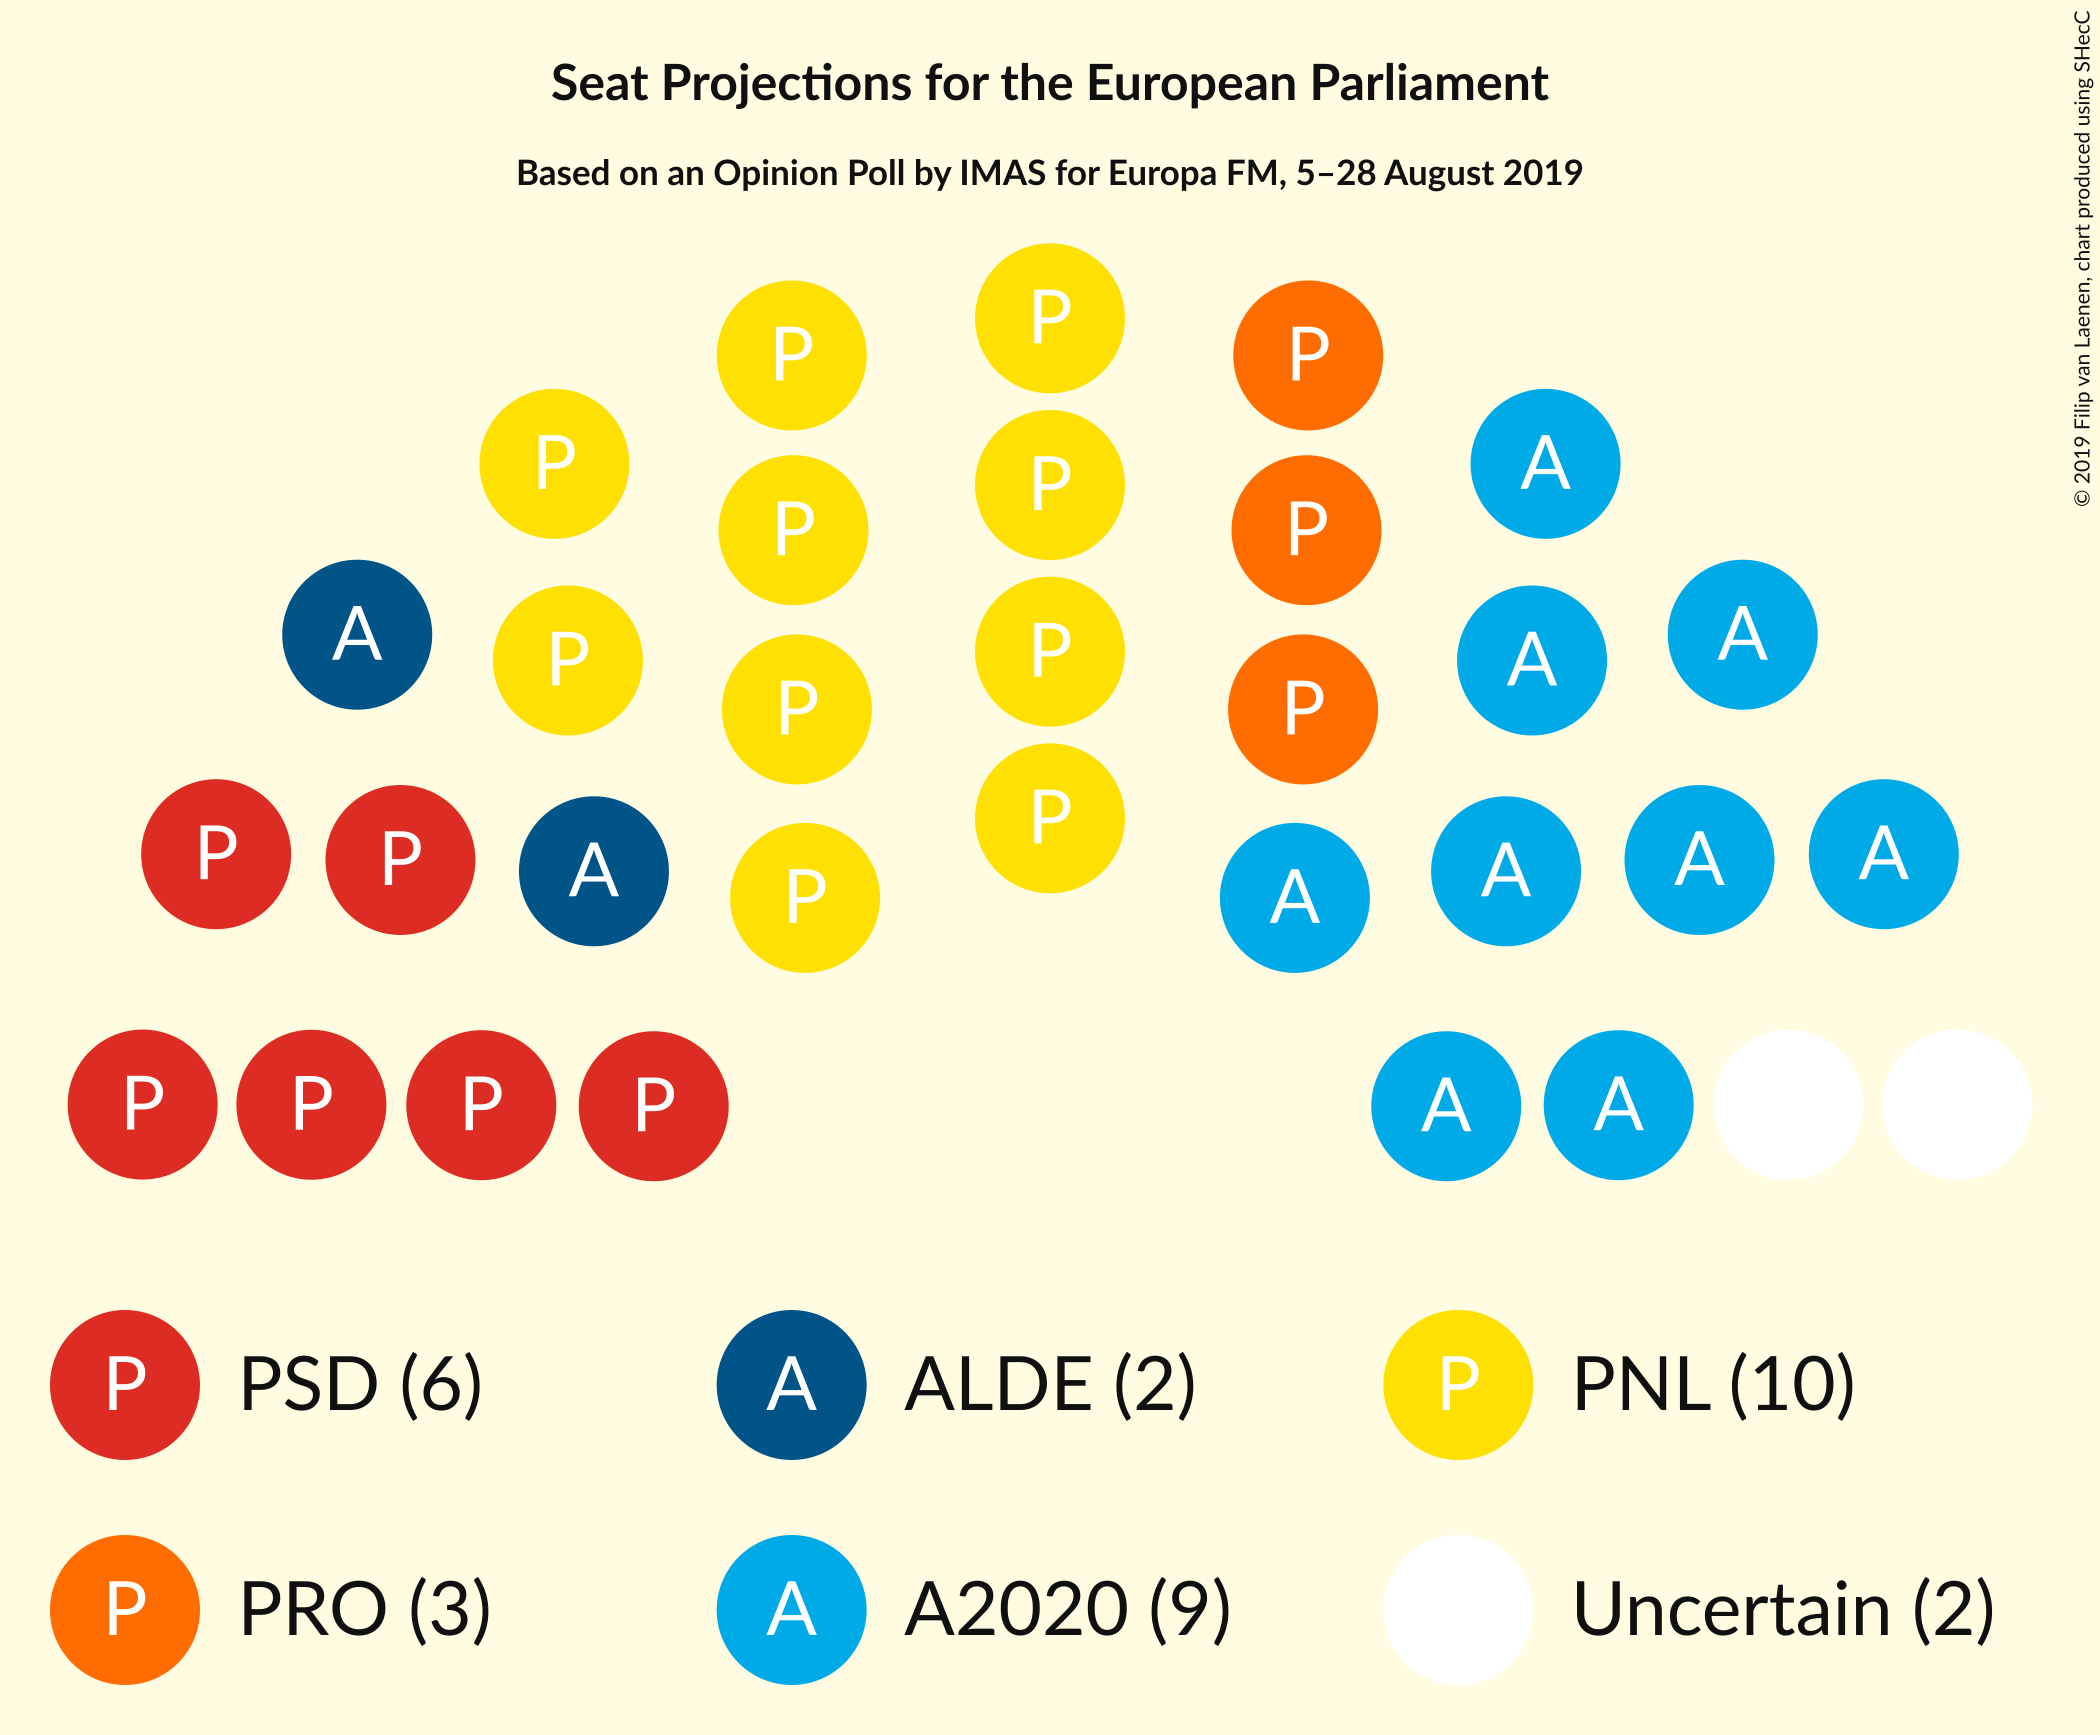 Seat Projections for the European Parliament
Based on an Opinion Poll by IMAS for Europa FM, 5–28 August 2019
© 2019 Filip van Laenen, chart produced using SHecC
P
P P
A P
P A
P
A P A
P
P
P P
P P A A A
P P A
P A
P P P P A A
P PSD (6) A ALDE (2) P PNL (10)
P PRO (3) A A2020 (9) Uncertain (2)